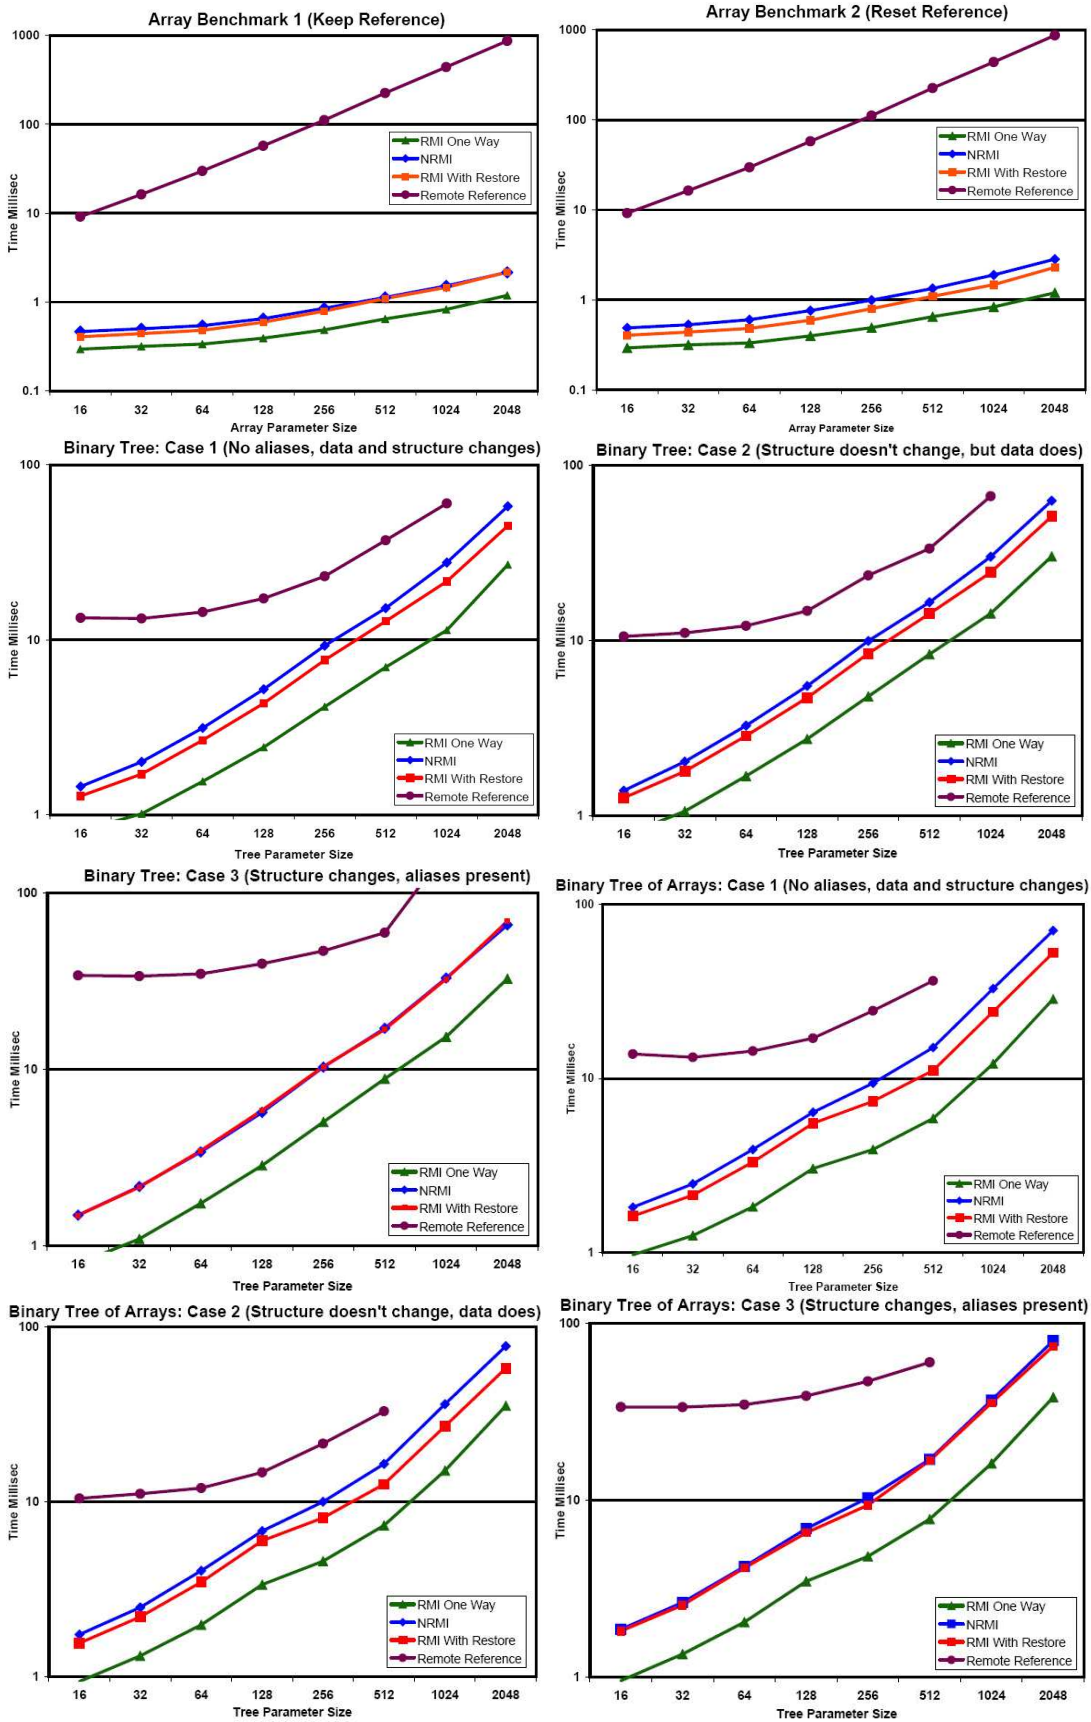 Array Benchmark 1 (Keep Reference)
1000
100
10
1
0.1
Time Millisec
RMI One Way
NRMI
RMI With Restore
Remote Reference
16 32 64 128 256 512 1024 2048
Array Parameter Size
Array Benchmark 2 (Reset Reference)
1000
100
10
1
0.1
Time Millisec
RMI One Way
NRMI
RMI With Restore
Remote Reference
16 32 64 128 256 512 1024 2048
Array Parameter Size
Binary Tree: Case 1 (No aliases, data and structure changes)
100
10
1
Time Millisec
RMI One Way
NRMI
RMI With Restore
Remote Reference
16 32 64 128 256 512 1024 2048
Tree Parameter Size
Binary Tree: Case 2 (Structure doesn't change, but data does)
100
10
1
Time Millisec
RMI One Way
NRMI
RMI With Restore
Remote Reference
16 32 64 128 256 512 1024 2048
Tree Parameter Size
Binary Tree: Case 3 (Structure changes, aliases present)
100
10
1
Time Millisec
RMI One Way
NRMI
RMI With Restore
Remote Reference
16 32 64 128 256 512 1024 2048
Tree Parameter Size
Binary Tree of Arrays: Case 1 (No aliases, data and structure changes)
100
10
1
Time Millisec
RMI One Way
NRMI
RMI With Restore
Remote Reference
16 32 64 128 256 512 1024 2048
Tree Parameter Size
Binary Tree of Arrays: Case 2 (Structure doesn't change, data does)
100
10
1
Time Millisec
RMI One Way
NRMI
RMI With Restore
Remote Reference
16 32 64 128 256 512 1024 2048
Tree Parameter Size
Binary Tree of Arrays: Case 3 (Structure changes, aliases present)
100
10
1
Time Millisec
RMI One Way
NRMI
RMI With Restore
Remote Reference
16 32 64 128 256 512 1024 2048
Tree Parameter Size